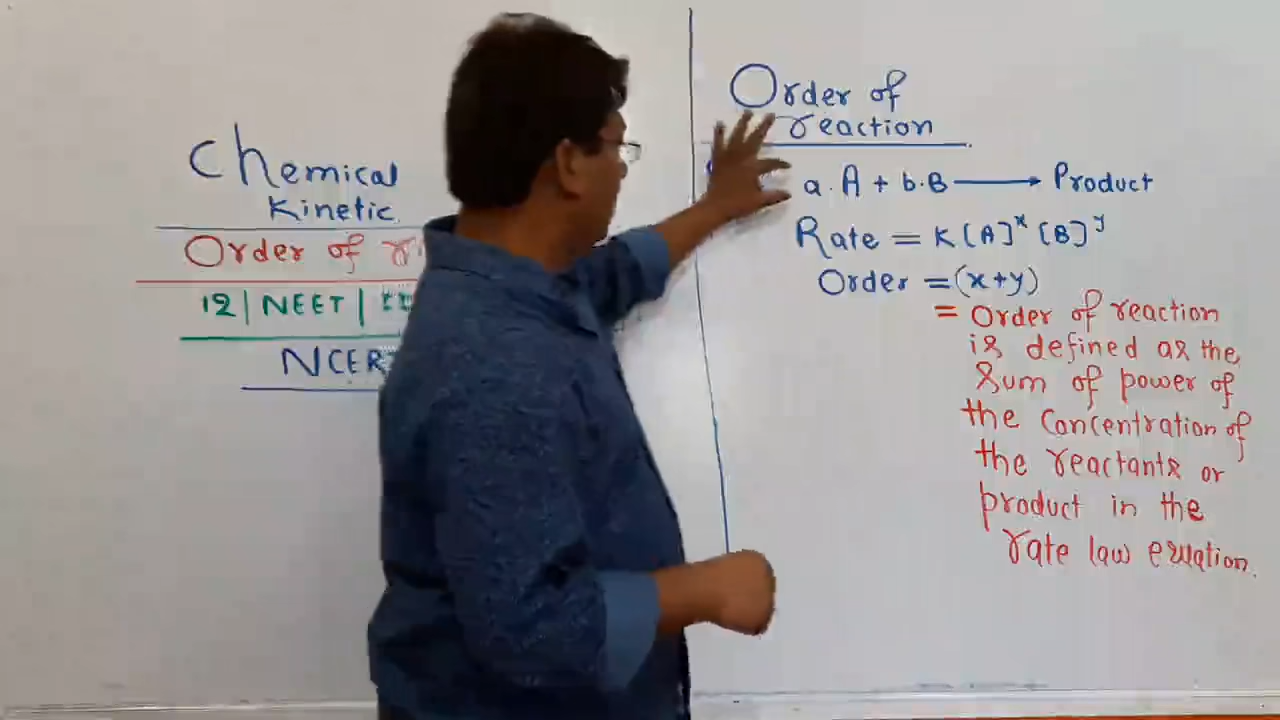 Chemical
Kinetic
Order of
12 | NEET |
NCER
Order of
reaction
a.A + b.B ⟶ Product
Rate = K[A]ˣ [B]ʸ
Order = (x+y)
= Order of reaction
is defined as the
Sum of power of
the Concentration of
the reactants or
product in the
rate law equation.